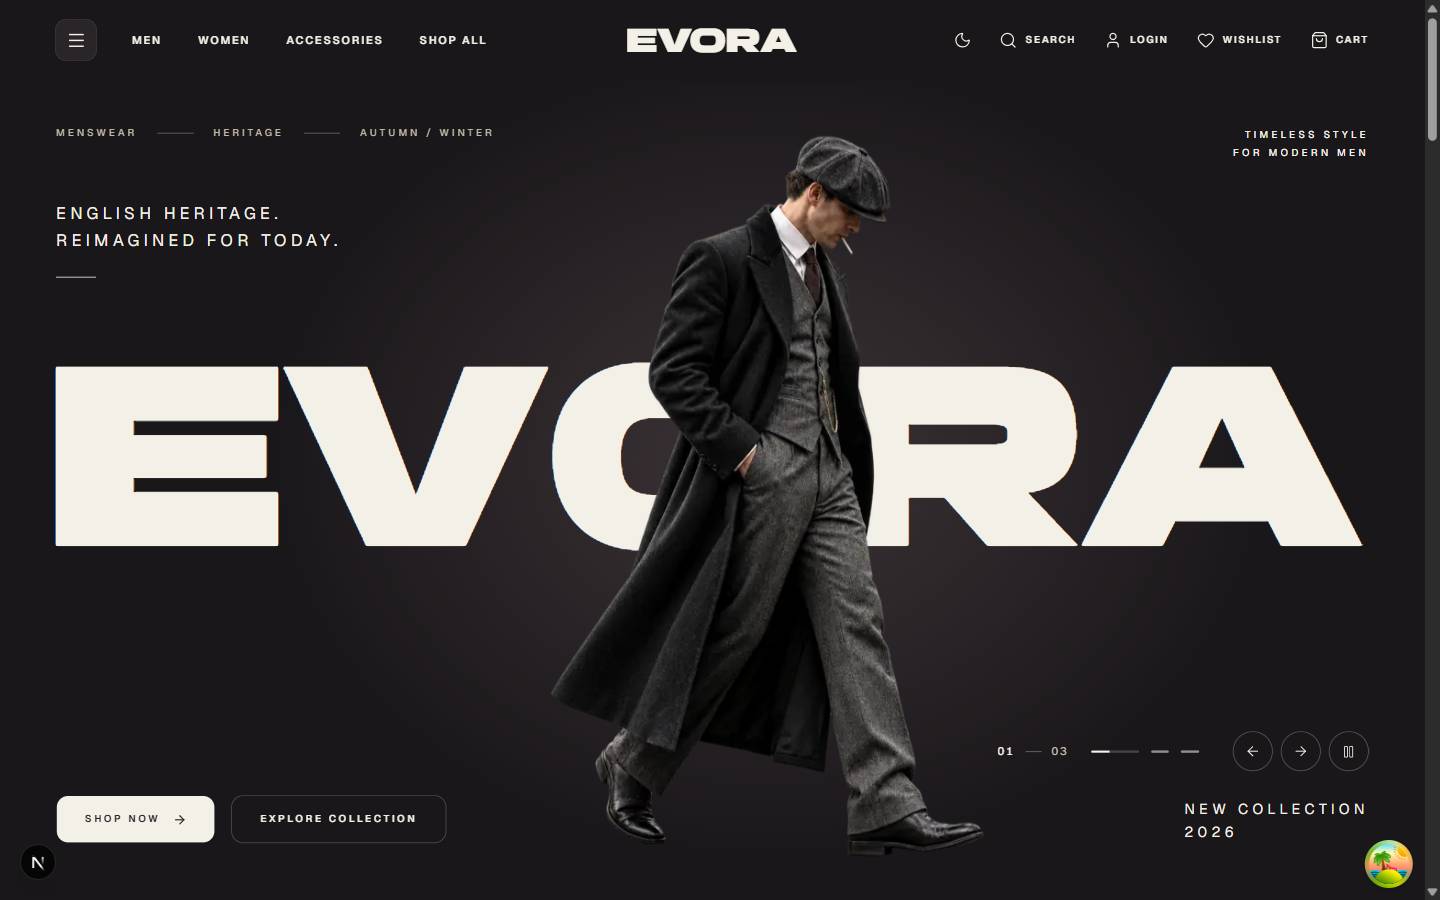 MEN WOMEN ACCESSORIES SHOP ALL EVORA SEARCH LOGIN WISHLIST CART
MENSWEAR HERITAGE AUTUMN / WINTER
TIMELESS STYLE
FOR MODERN MEN
ENGLISH HERITAGE.
REIMAGINED FOR TODAY.
EVORA
01 — 03
SHOP NOW → EXPLORE COLLECTION
NEW COLLECTION
2026
N